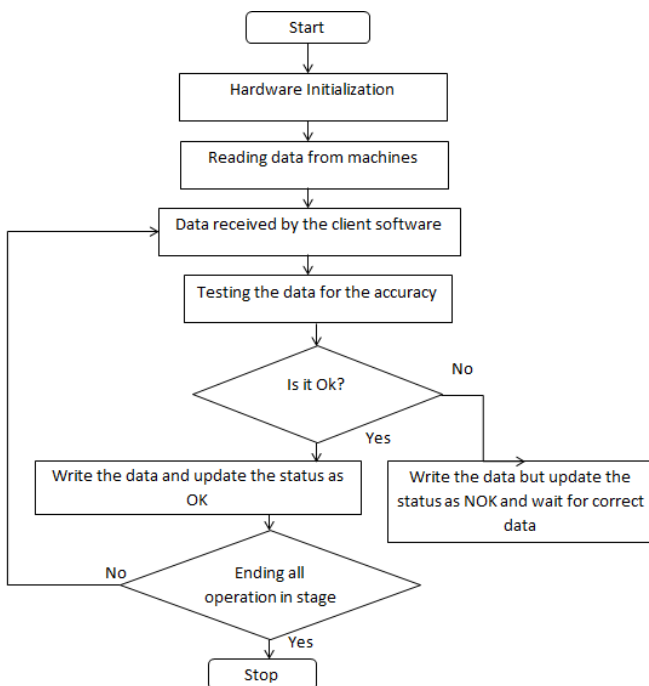 Start
Hardware Initialization
Reading data from machines
Data received by the client software
Testing the data for the accuracy
Is it Ok?
No
Yes
Write the data and update the status as
OK
Write the data but update the
status as NOK and wait for correct
data
No
Ending all
operation in stage
Yes
Stop